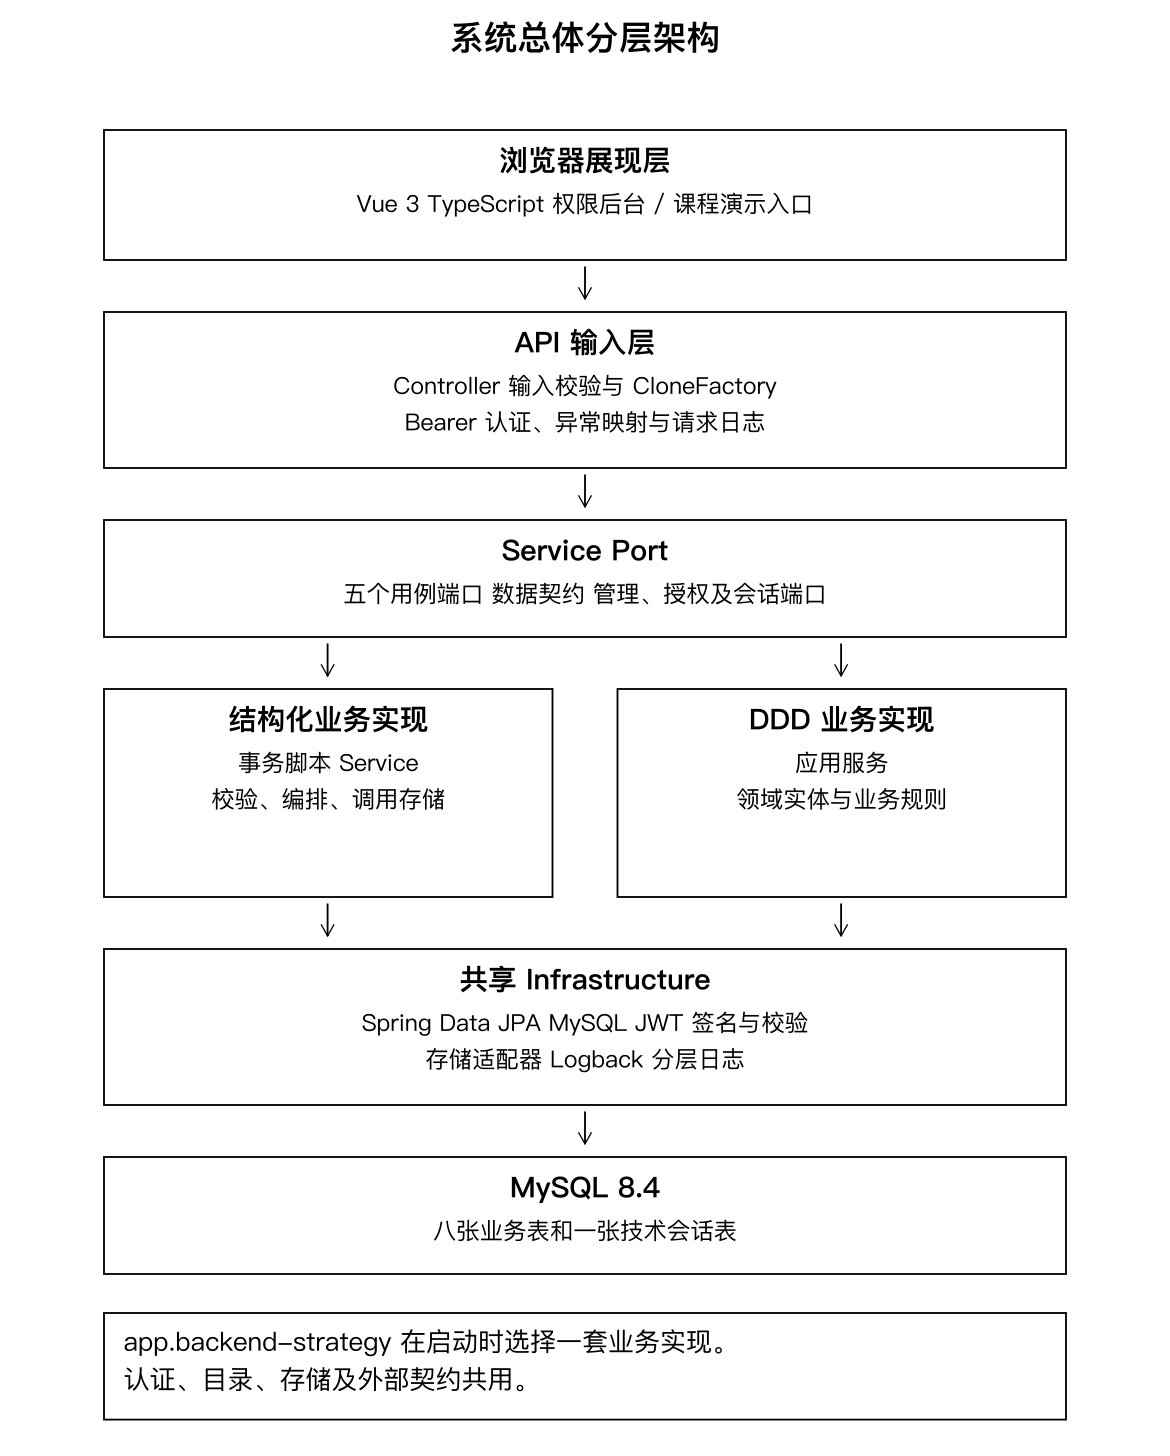 系统总体分层架构
浏览器展现层
Vue 3 TypeScript 权限后台 / 课程演示入口
API 输入层
Controller 输入校验与 CloneFactory
Bearer 认证、异常映射与请求日志
Service Port
五个用例端口 数据契约 管理、授权及会话端口
结构化业务实现
事务脚本 Service
校验、编排、调用存储
DDD 业务实现
应用服务
领域实体与业务规则
共享 Infrastructure
Spring Data JPA MySQL JWT 签名与校验
存储适配器 Logback 分层日志
MySQL 8.4
八张业务表和一张技术会话表
app.backend-strategy 在启动时选择一套业务实现。
认证、目录、存储及外部契约共用。